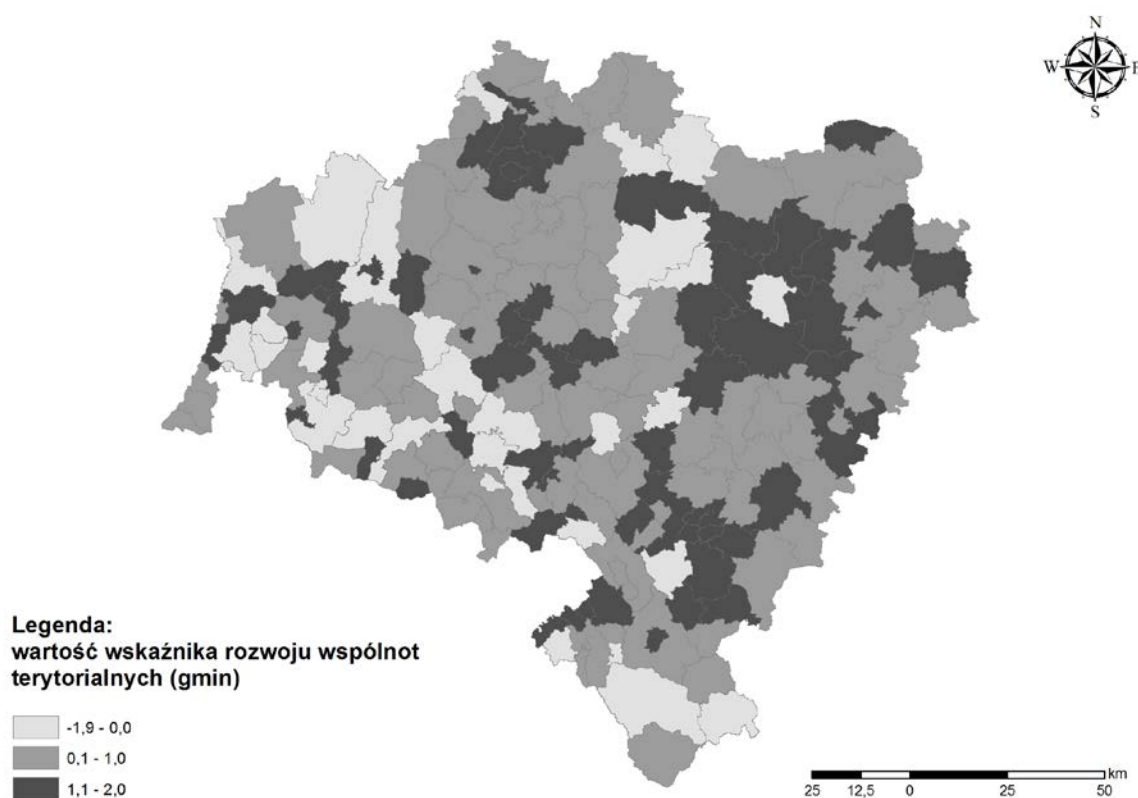 N
W E
S
Legenda:
wartość wskaźnika rozwoju wspólnot
terytorialnych (gmin)
-1,9 - 0,0
0,1 - 1,0
1,1 - 2,0
km
25 12,5 0 25 50